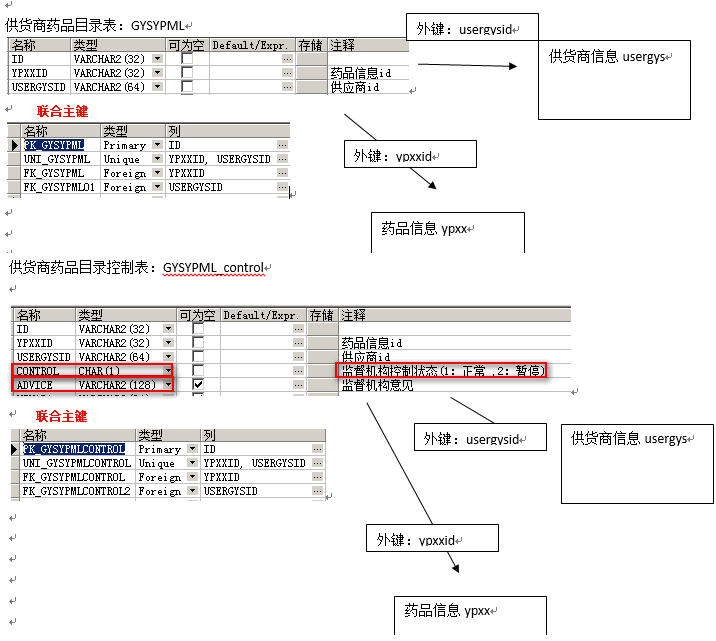 供货商药品目录表：GYSYPML
外键：usergysid
供货商信息 usergys
名称 类型 可为空 Default/Expr. 存储 注释
ID VARCHAR2(32)
YPXXID VARCHAR2(32) 药品信息id
USERGYSID VARCHAR2(64) 供应商id
联合主键
名称 类型 列
PK_GYSYPML Primary ID
UNI_GYSYPML Unique YPXXID, USERGYSID
FK_GYSYPML Foreign YPXXID
FK_GYSYPML01 Foreign USERGYSID
外键：ypxxid
药品信息 ypxx
供货商药品目录控制表：GYSYPML_control
名称 类型 可为空 Default/Expr. 存储 注释
ID VARCHAR2(32)
YPXXID VARCHAR2(32) 药品信息id
USERGYSID VARCHAR2(64) 供应商id
CONTROL CHAR(1) 监督机构控制状态(1：正常 ,2：暂停)
ADVICE VARCHAR2(128) 监督机构意见
联合主键
名称 类型 列
PK_GYSYPMLCONTROL Primary ID
UNI_GYSYPMLCONTROL Unique YPXXID, USERGYSID
FK_GYSYPMLCONTROL Foreign YPXXID
FK_GYSYPMLCONTROL2 Foreign USERGYSID
外键：usergysid
供货商信息 usergys
外键：ypxxid
药品信息 ypxx